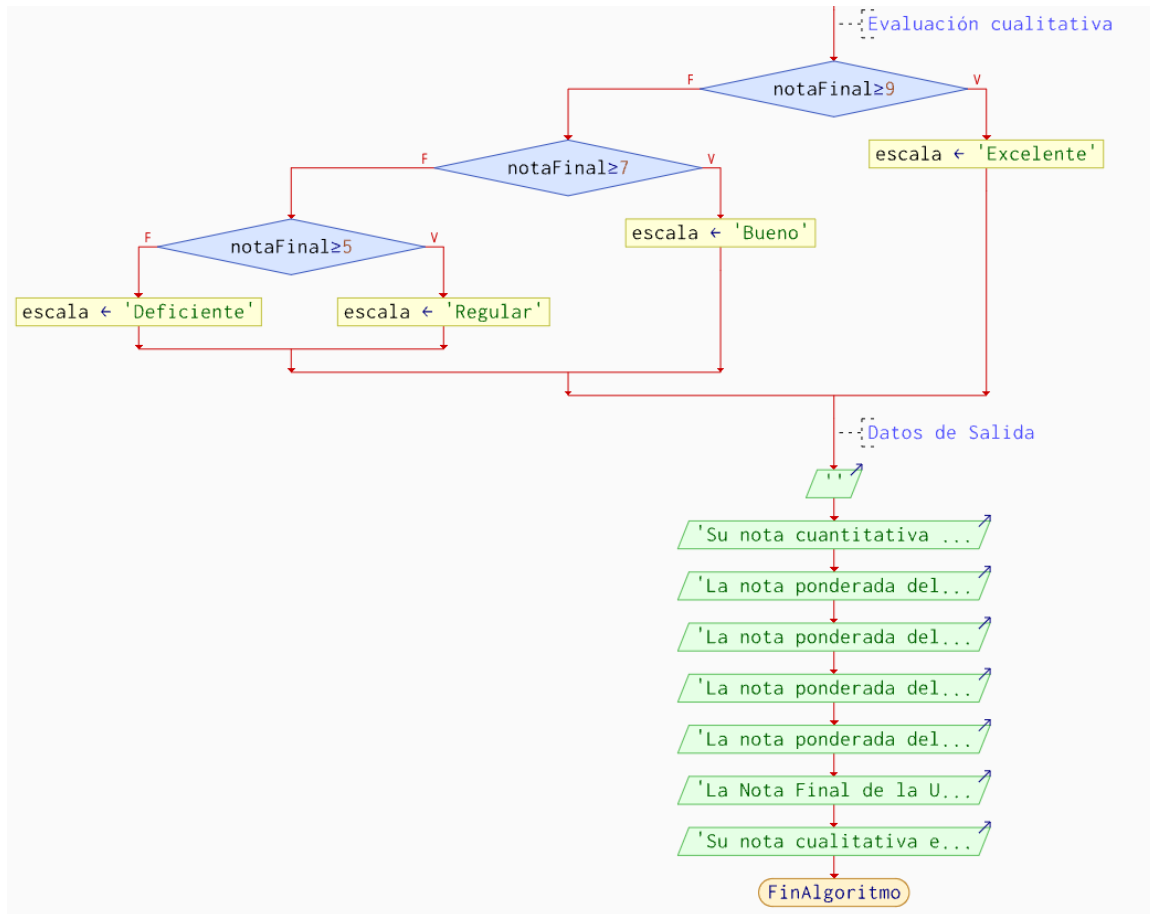 Evaluación cualitativa
F
V
notaFinal≥9
F
V
notaFinal≥7
escala ← 'Excelente'
F
V
notaFinal≥5
escala ← 'Bueno'
escala ← 'Deficiente'
escala ← 'Regular'
Datos de Salida
''
'Su nota cuantitativa ...
'La nota ponderada del...
'La nota ponderada del...
'La nota ponderada del...
'La nota ponderada del...
'La Nota Final de la U...
'Su nota cualitativa e...
FinAlgoritmo